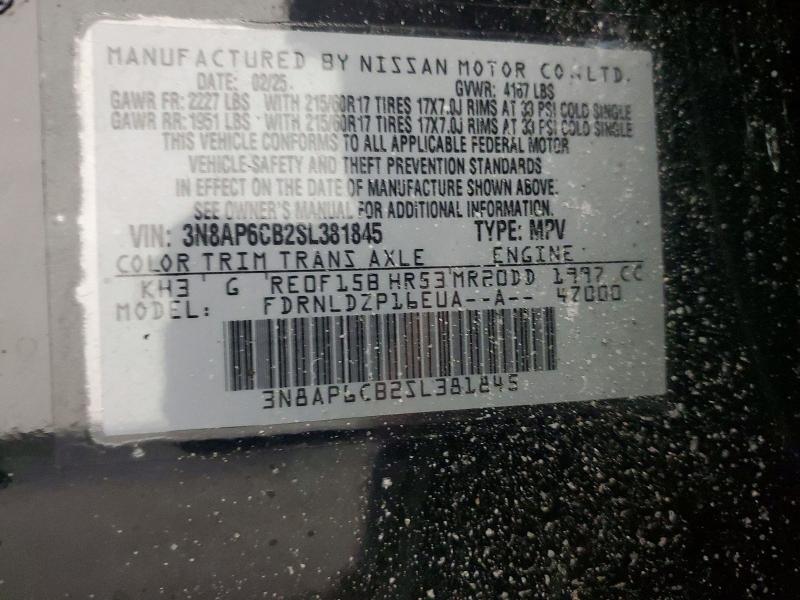 MANUFACTURED BY NISSAN MOTOR CO.,LTD.
DATE: 02/25 GVWR: 4167 LBS
GAWR FR: 2227 LBS WITH 215/60R17 TIRES 17X7.0J RIMS AT 33 PSI COLD SINGLE
GAWR RR: 1951 LBS WITH 215/60R17 TIRES 17X7.0J RIMS AT 33 PSI COLD SINGLE
THIS VEHICLE CONFORMS TO ALL APPLICABLE FEDERAL MOTOR
VEHICLE-SAFETY AND THEFT PREVENTION STANDARDS
IN EFFECT ON THE DATE OF MANUFACTURE SHOWN ABOVE.
SEE OWNER'S MANUAL FOR ADDITIONAL INFORMATION.
VIN: 3N8AP6CB2SL381845 TYPE: MPV
COLOR TRIM TRANS AXLE ENGINE
KH3 G RE0F15B HR53 MR20DD 1997 CC
MODEL: FDRNLDZP16EUA--A-- 47000
3N8AP6CB2SL381845